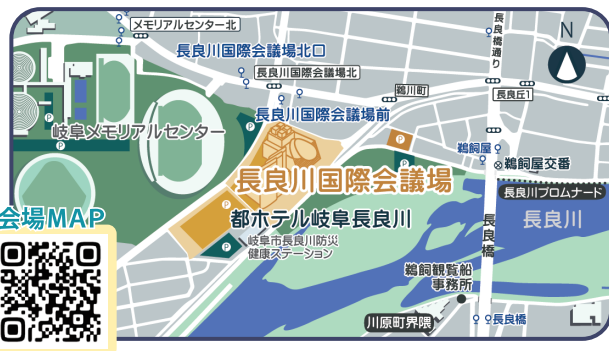 メモリアルセンター北
長良川国際会議場北口
長良川国際会議場北
長良橋通り
N
鵜川町
長良丘1
長良川国際会議場前
岐阜メモリアルセンター
鵜飼屋
鵜飼屋交番
長良川国際会議場
長良川プロムナード
会場MAP
都ホテル岐阜長良川
長良橋
長良川
岐阜市長良川防災
健康ステーション
鵜飼観覧船
事務所
川原町界隈
長良橋
P
P
P
P
P
P
P